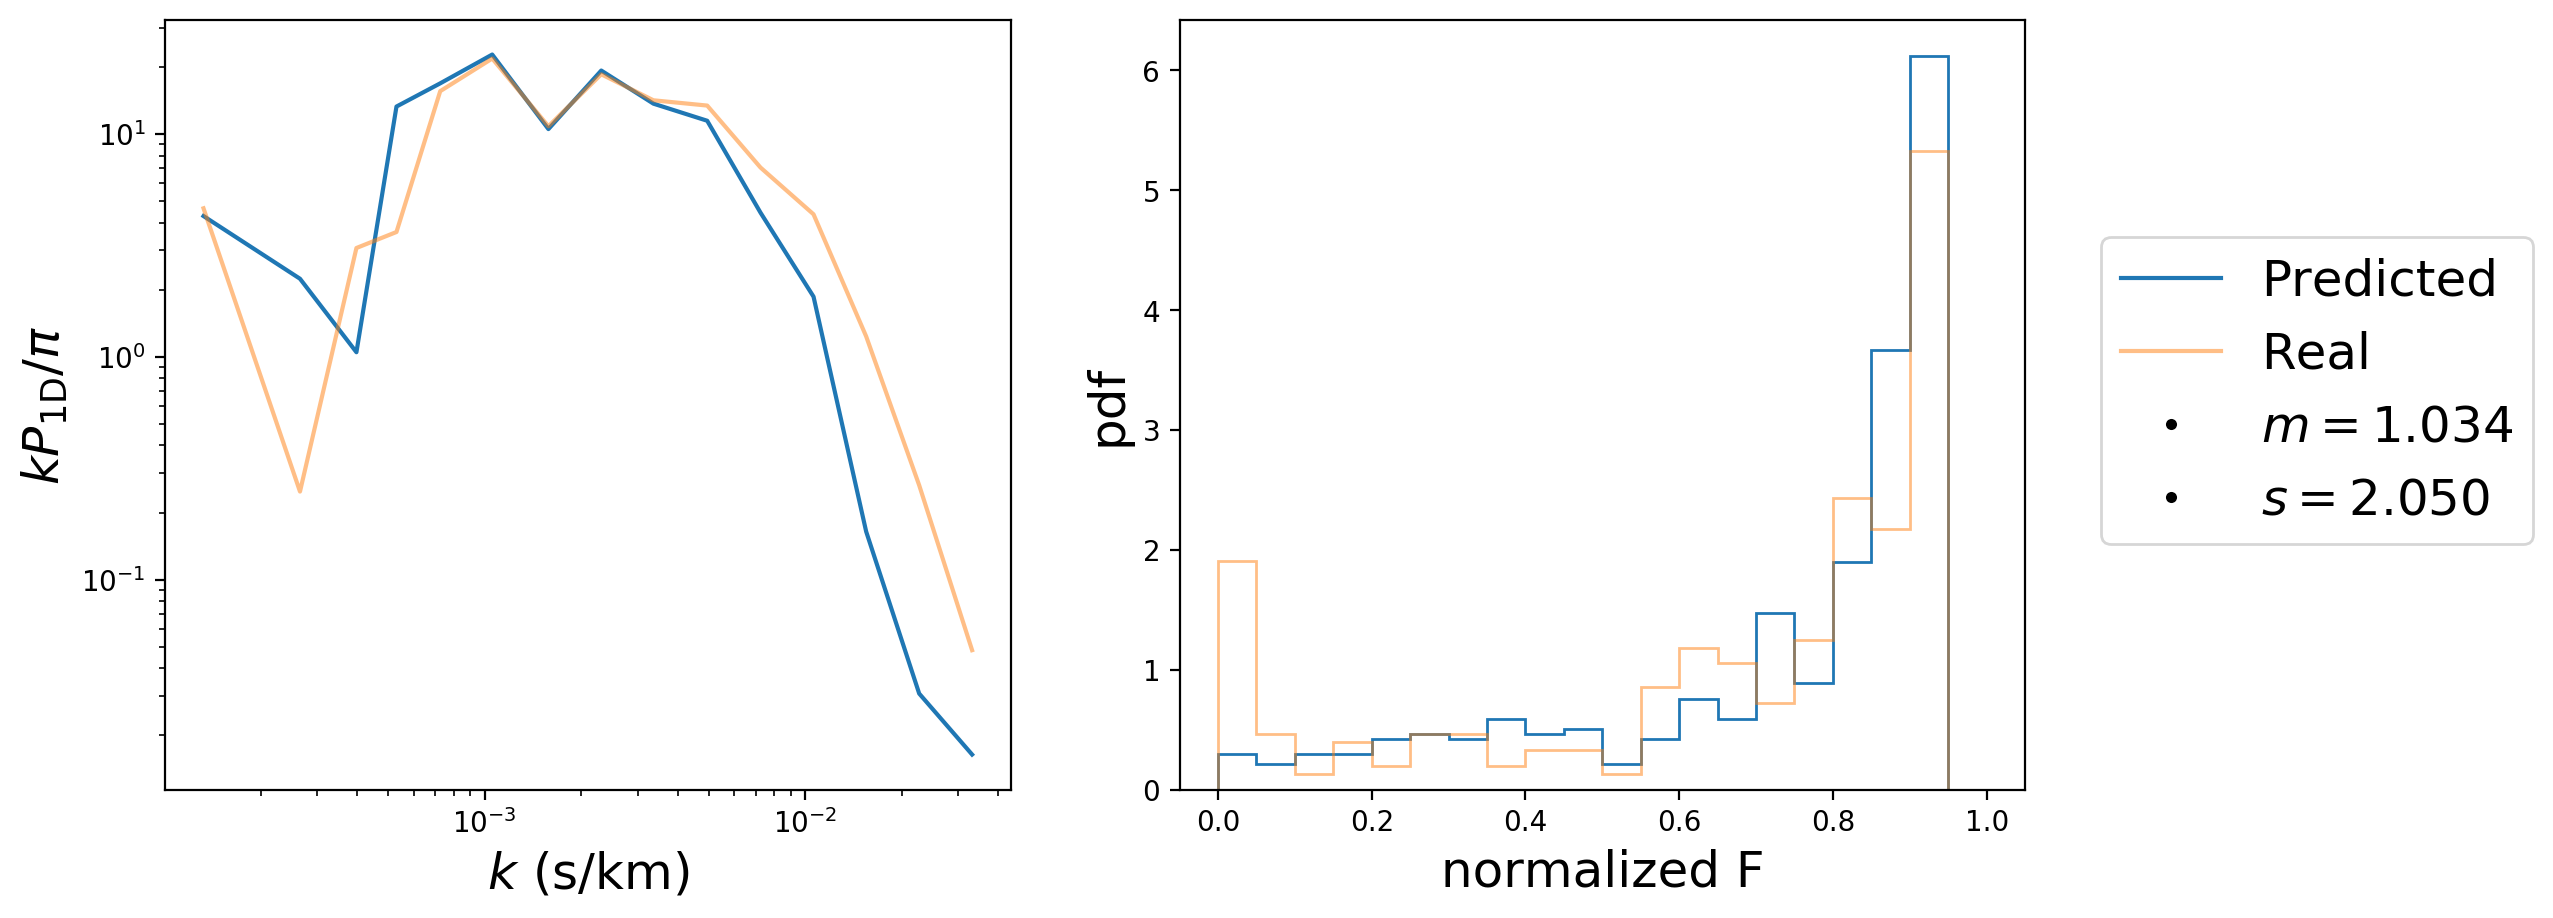 10¹
10⁰
10⁻¹
kP₁D/π
10⁻³ 10⁻²
k (s/km)
6
5
4
3
2
1
0
pdf
0.0 0.2 0.4 0.6 0.8 1.0
normalized F
Predicted
Real
m = 1.034
s = 2.050